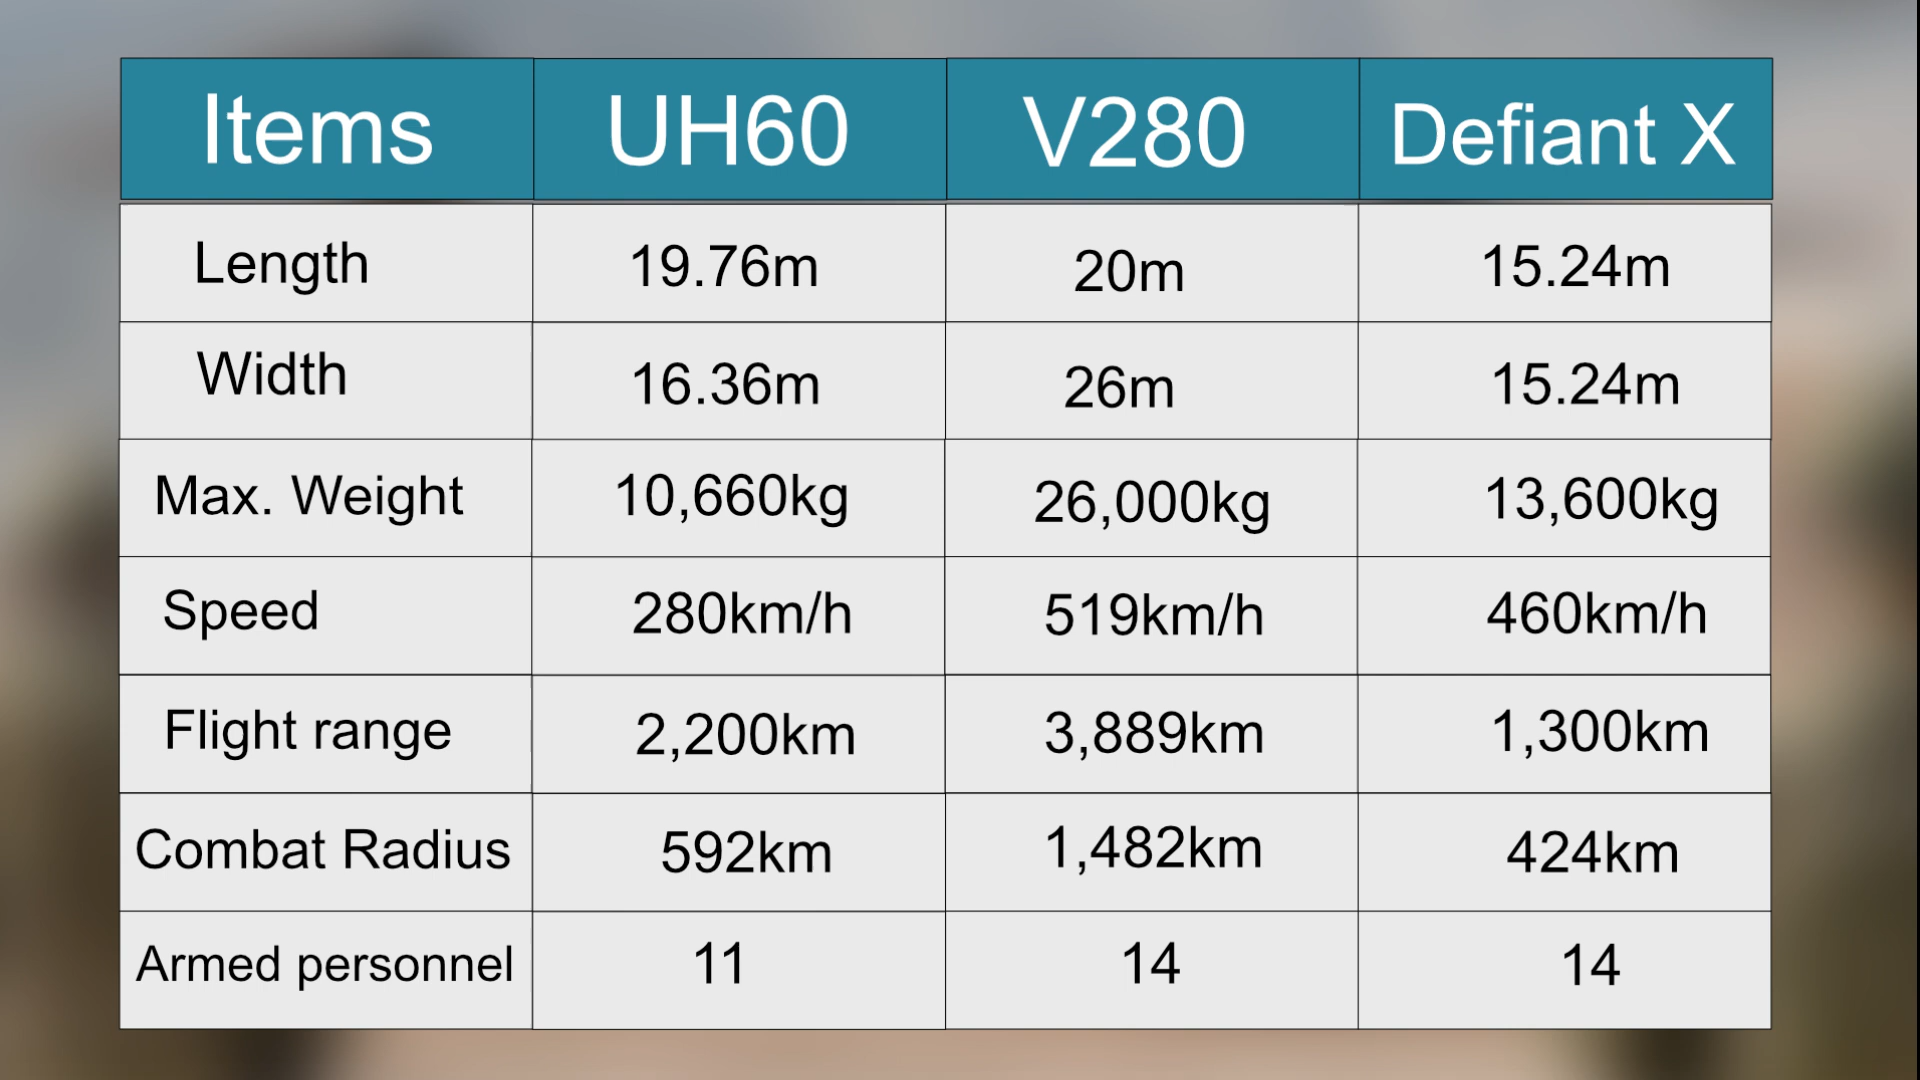 Items UH60 V280 Defiant X
Length 19.76m 20m 15.24m
Width 16.36m 26m 15.24m
Max. Weight 10,660kg 26,000kg 13,600kg
Speed 280km/h 519km/h 460km/h
Flight range 2,200km 3,889km 1,300km
Combat Radius 592km 1,482km 424km
Armed personnel 11 14 14